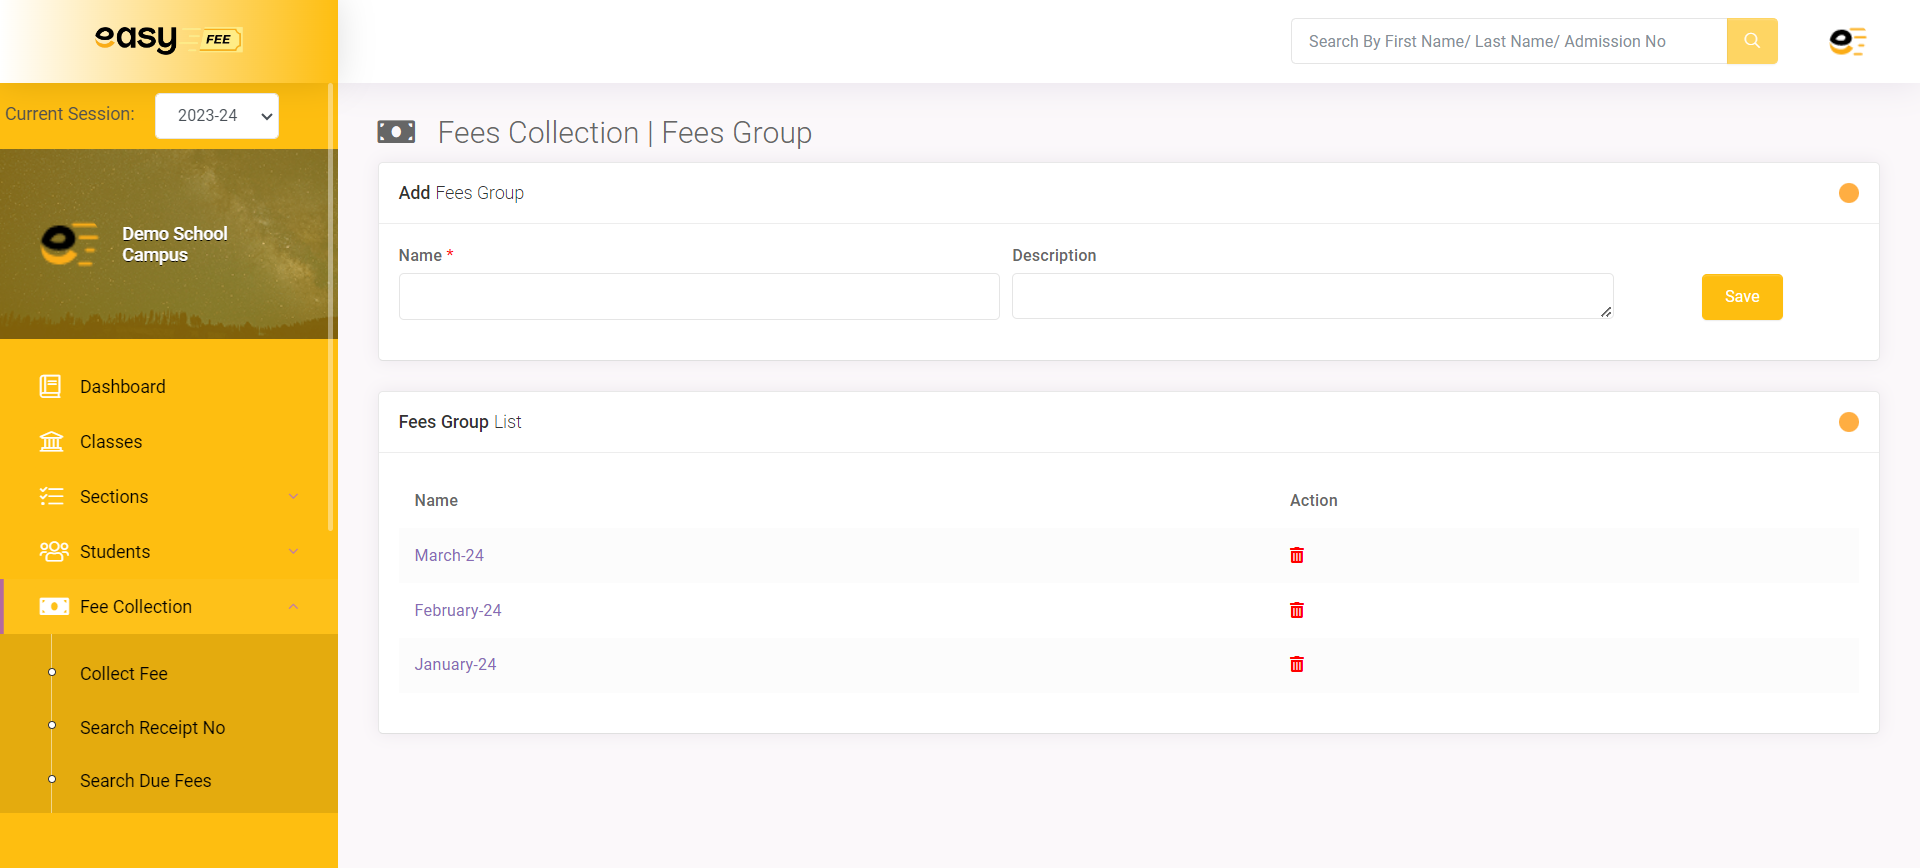 easy FEE
Search By First Name/ Last Name/ Admission No
Current Session: 2023-24
Demo School
Campus
Dashboard
Classes
Sections
Students
Fee Collection
Collect Fee
Search Receipt No
Search Due Fees
Fees Collection | Fees Group
Add Fees Group
Name * Description
Save
Fees Group List
Name Action
March-24
February-24
January-24